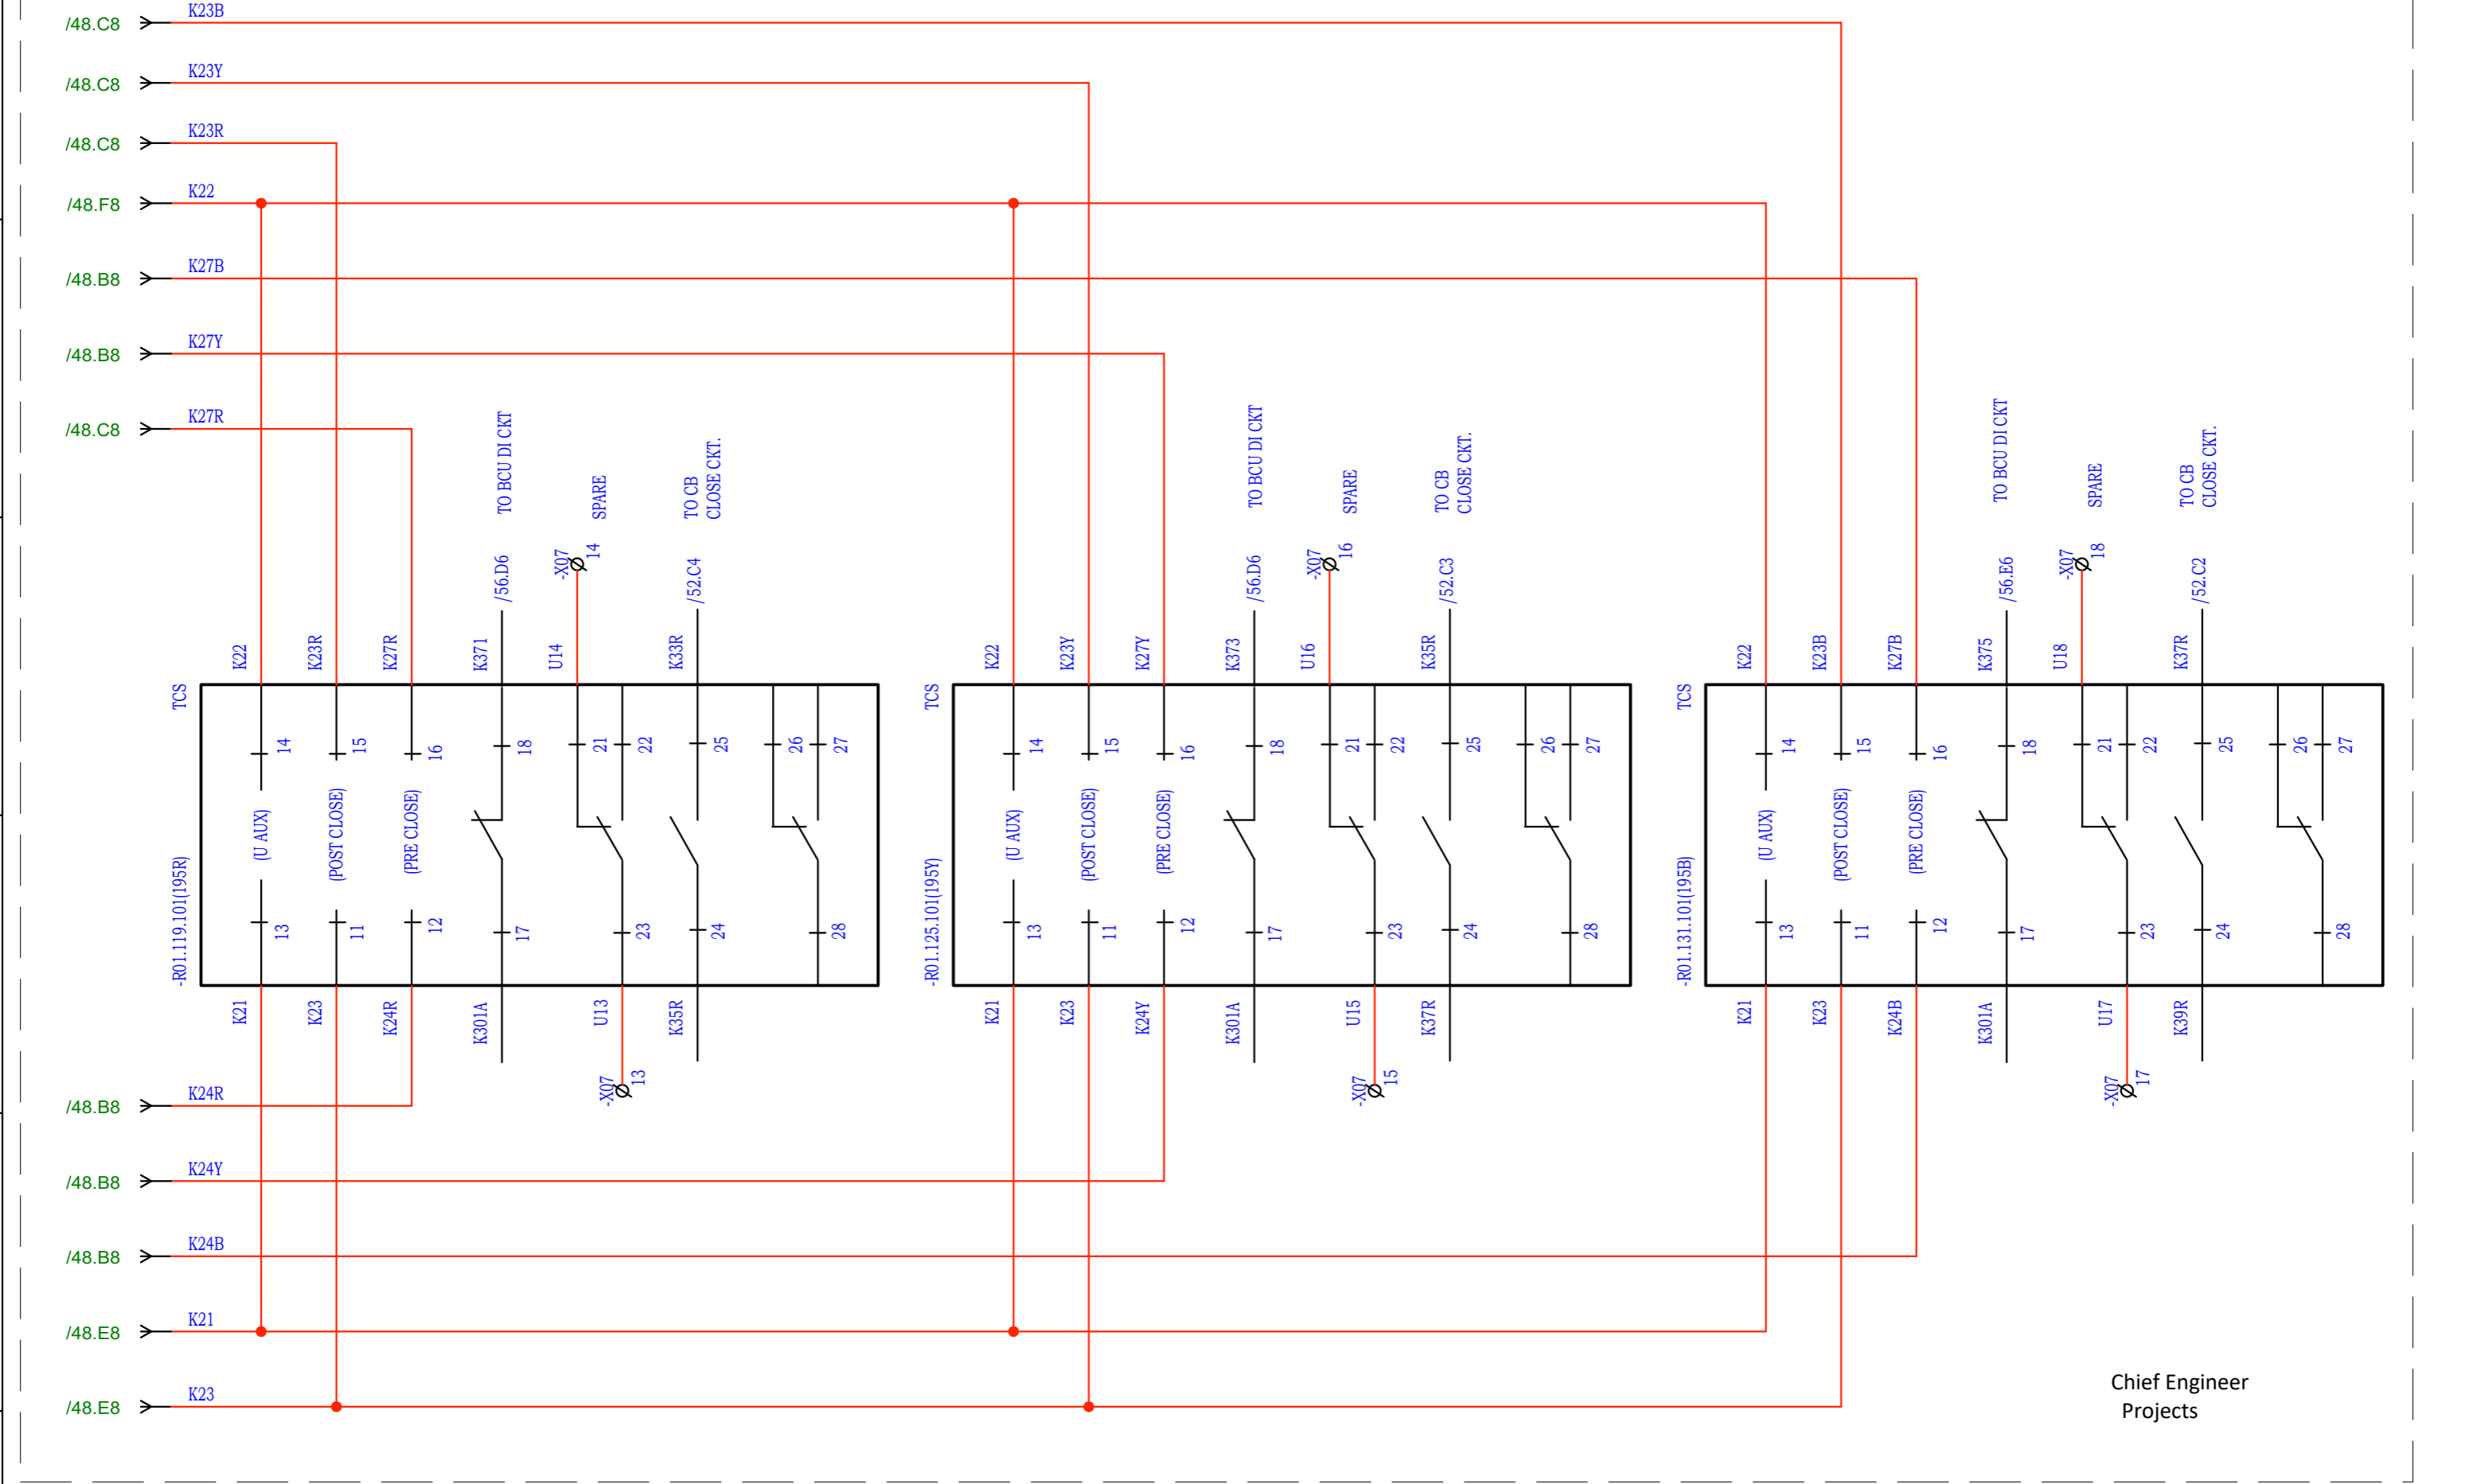 /48.C8 K23B
/48.C8 K23Y
/48.C8 K23R
/48.F8 K22
/48.B8 K27B
/48.B8 K27Y
/48.C8 K27R
TO BCU DI CKT
SPARE
TO CB
CLOSE CKT.
/56.D6
-X07
14
/52.C4
K22
K23R
K27R
K371
U14
K33R
TCS
-R01.119.101(195R)
14
15
16
18
21
22
25
26
27
(U AUX)
(POST CLOSE)
(PRE CLOSE)
13
11
12
17
23
24
28
K21
K23
K24R
K301A
U13
K35R
-X07
13
TO BCU DI CKT
SPARE
TO CB
CLOSE CKT.
/56.D6
-X07
16
/52.C3
K22
K23Y
K27Y
K373
U16
K35R
TCS
-R01.125.101(195Y)
14
15
16
18
21
22
25
26
27
(U AUX)
(POST CLOSE)
(PRE CLOSE)
13
11
12
17
23
24
28
K21
K23
K24Y
K301A
U15
K37R
-X07
15
TO BCU DI CKT
SPARE
TO CB
CLOSE CKT.
/56.E6
-X07
18
/52.C2
K22
K23B
K27B
K375
U18
K37R
TCS
-R01.131.101(195B)
14
15
16
18
21
22
25
26
27
(U AUX)
(POST CLOSE)
(PRE CLOSE)
13
11
12
17
23
24
28
K21
K23
K24B
K301A
U17
K39R
-X07
17
/48.B8 K24R
/48.B8 K24Y
/48.B8 K24B
/48.E8 K21
/48.E8 K23
Chief Engineer
Projects